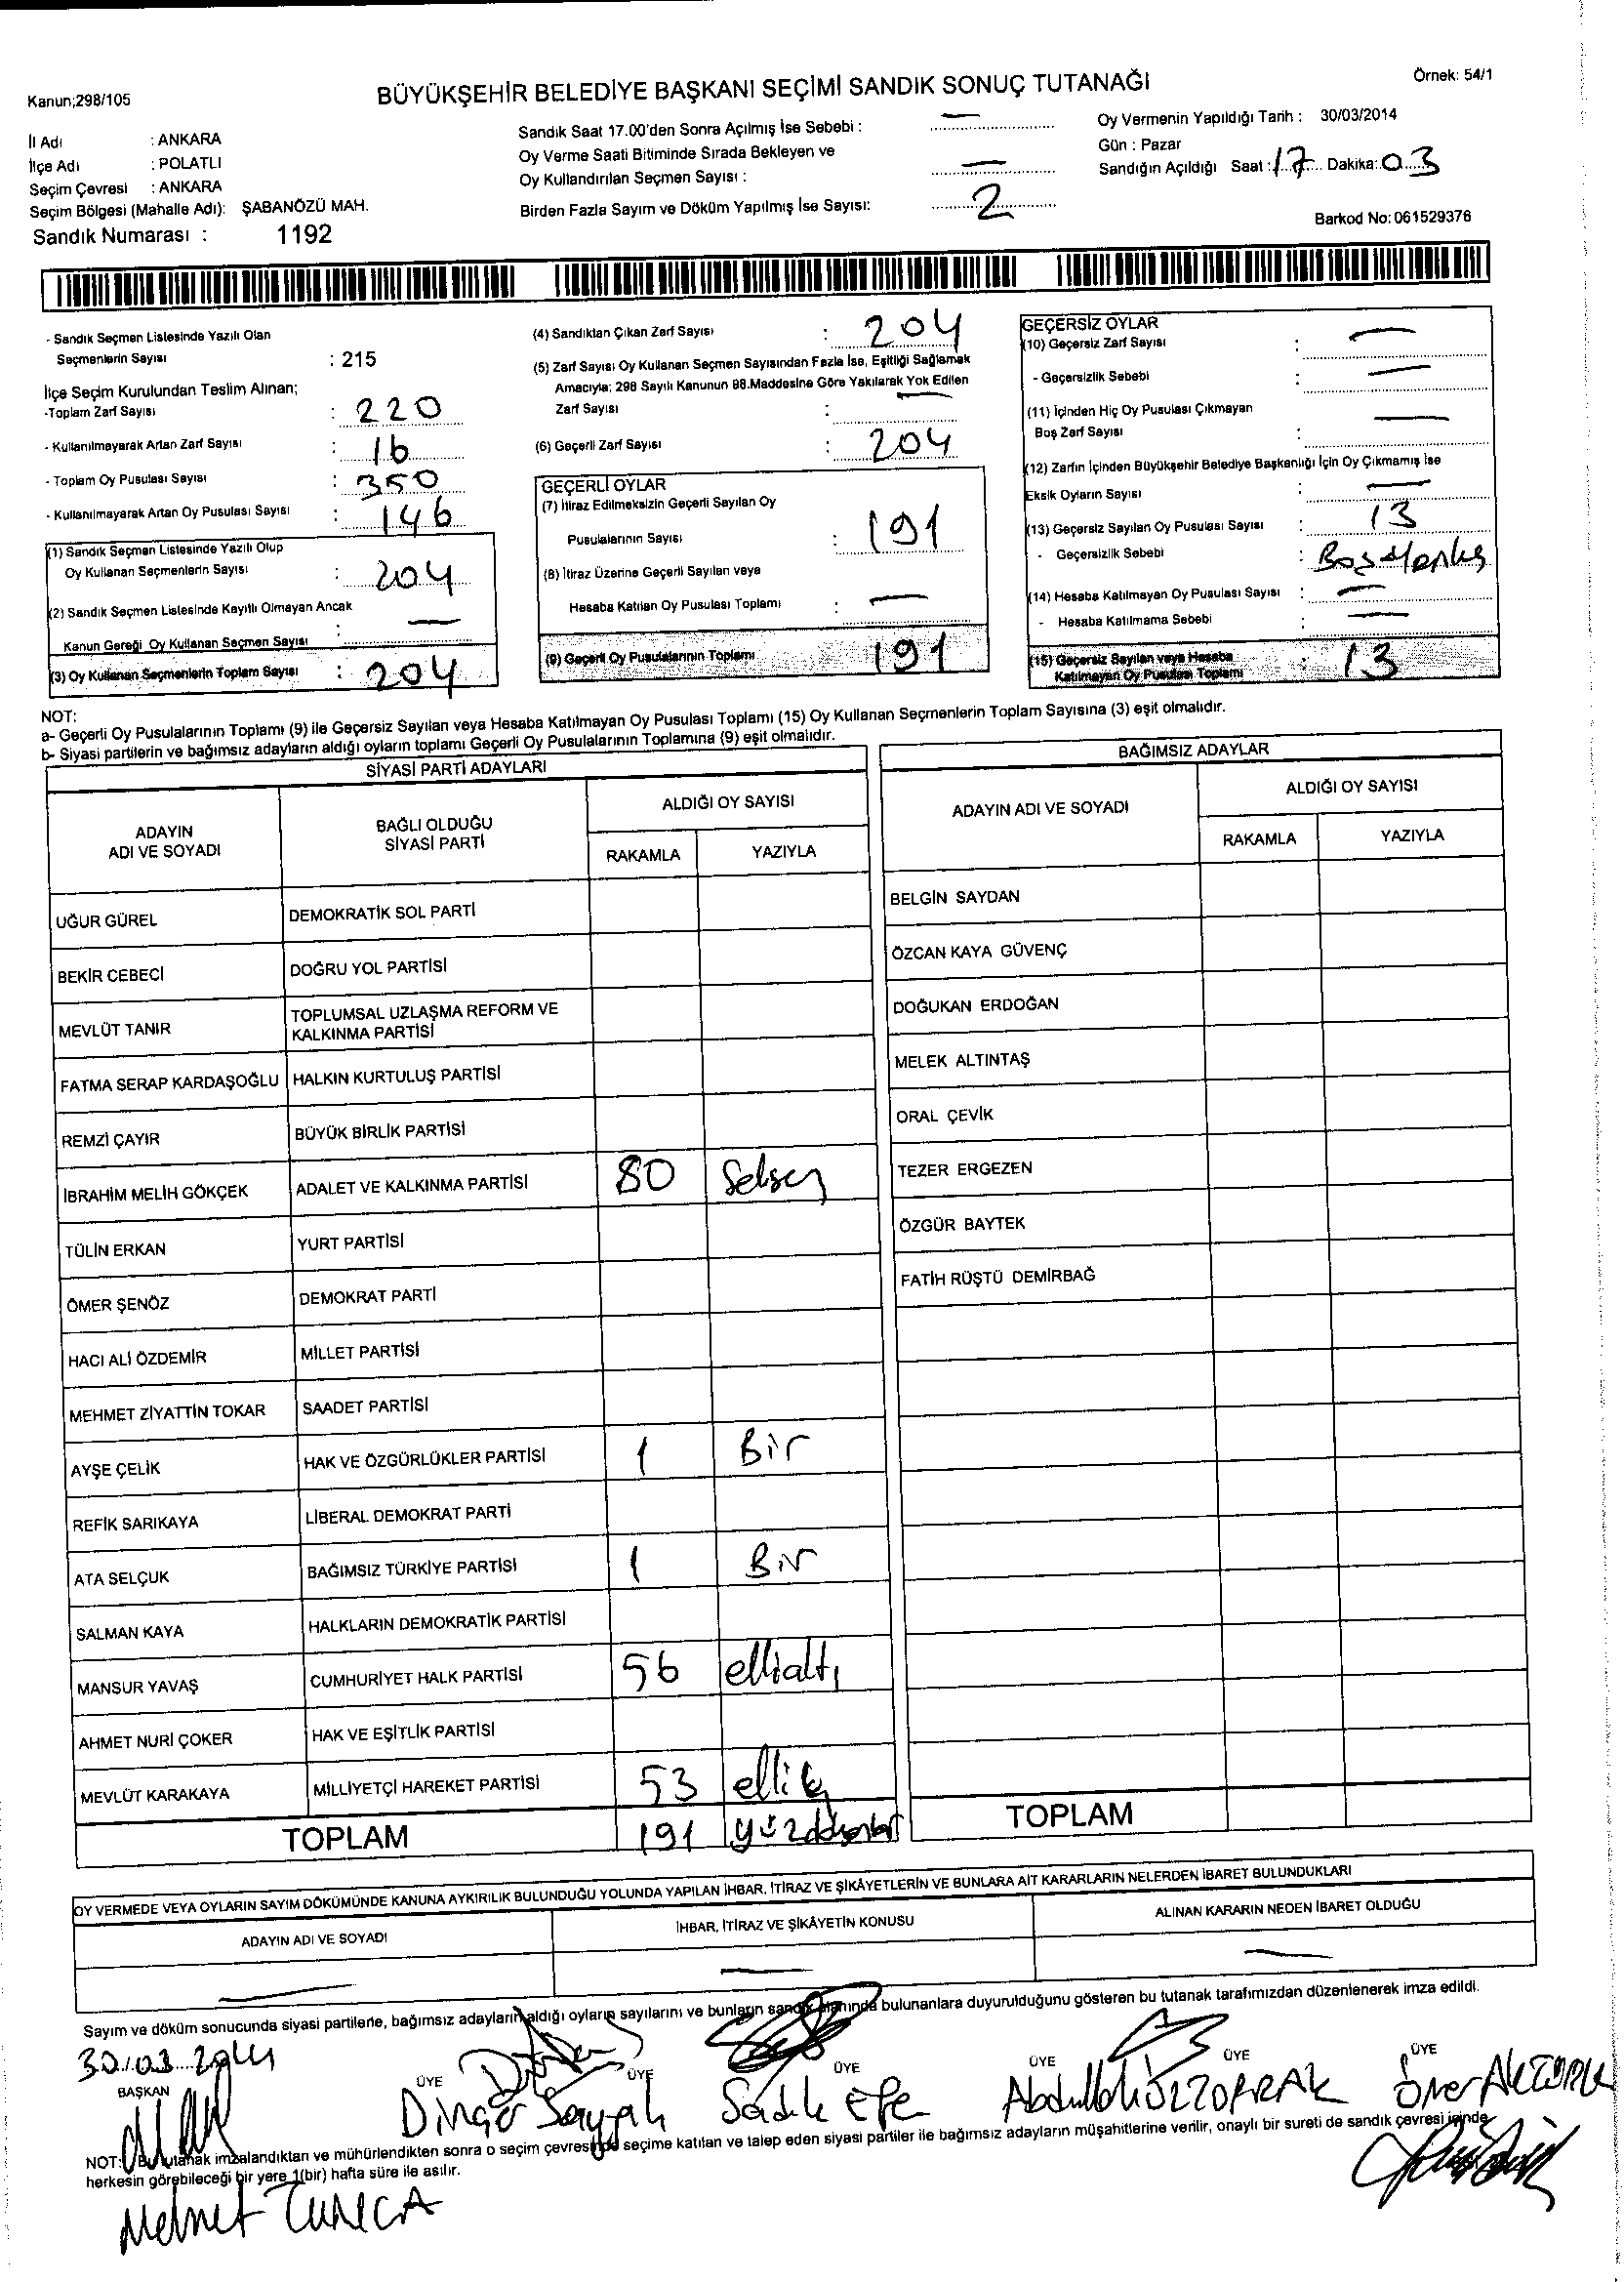 Kanun;298/105
BÜYÜKŞEHİR BELEDİYE BAŞKANI SEÇİMİ SANDIK SONUÇ TUTANAĞI
Örnek: 54/1
İl Adı : ANKARA
İlçe Adı : POLATLI
Seçim Çevresi : ANKARA
Seçim Bölgesi (Mahalle Adı): ŞABANÖZÜ MAH.
Sandık Numarası : 1192
Sandık Saat 17.00'den Sonra Açılmış İse Sebebi : —
Oy Verme Saati Bitiminde Sırada Bekleyen ve
Oy Kullandırılan Seçmen Sayısı : —
Birden Fazla Sayım ve Döküm Yapılmış İse Sayısı: 2
Oy Vermenin Yapıldığı Tarih : 30/03/2014
Gün : Pazar
Sandığın Açıldığı Saat : 17 Dakika: 03
Barkod No: 061529376
- Sandık Seçmen Listesinde Yazılı Olan
Seçmenlerin Sayısı : 215
İlçe Seçim Kurulundan Teslim Alınan;
-Toplam Zarf Sayısı : 220
- Kullanılmayarak Artan Zarf Sayısı : 16
- Toplam Oy Pusulası Sayısı : 350
- Kullanılmayarak Artan Oy Pusulası Sayısı : 146
(1) Sandık Seçmen Listesinde Yazılı Olup
Oy Kullanan Seçmenlerin Sayısı : 204
(2) Sandık Seçmen Listesinde Kayıtlı Olmayan Ancak
Kanun Gereği Oy Kullanan Seçmen Sayısı : —
(3) Oy Kullanan Seçmenlerin Toplam Sayısı : 204
(4) Sandıktan Çıkan Zarf Sayısı : 204
(5) Zarf Sayısı Oy Kullanan Seçmen Sayısından Fazla İse, Eşitliği Sağlamak
Amacıyla; 298 Sayılı Kanunun 98.Maddesine Göre Yakılarak Yok Edilen
Zarf Sayısı : —
(6) Geçerli Zarf Sayısı : 204
GEÇERLİ OYLAR
(7) İtiraz Edilmeksizin Geçerli Sayılan Oy
Pusulalarının Sayısı : 191
(8) İtiraz Üzerine Geçerli Sayılan veya
Hesaba Katılan Oy Pusulası Toplamı : —
(9) Geçerli Oy Pusulalarının Toplamı 191
GEÇERSİZ OYLAR
(10) Geçersiz Zarf Sayısı : —
- Geçersizlik Sebebi : —
(11) İçinden Hiç Oy Pusulası Çıkmayan
Boş Zarf Sayısı : —
(12) Zarfın İçinden Büyükşehir Belediye Başkanlığı İçin Oy Çıkmamış İse
Eksik Oyların Sayısı : —
(13) Geçersiz Sayılan Oy Pusulası Sayısı : 13
- Geçersizlik Sebebi : Boş
(14) Hesaba Katılmayan Oy Pusulası Sayısı : —
- Hesaba Katılmama Sebebi : —
(15) Geçersiz Sayılan veya Hesaba
Katılmayan Oy Pusulası Toplamı : 13
NOT:
a- Geçerli Oy Pusulalarının Toplamı (9) ile Geçersiz Sayılan veya Hesaba Katılmayan Oy Pusulası Toplamı (15) Oy Kullanan Seçmenlerin Toplam Sayısına (3) eşit olmalıdır.
b- Siyasi partilerin ve bağımsız adayların aldığı oyların toplamı Geçerli Oy Pusulalarının Toplamına (9) eşit olmalıdır.
SİYASİ PARTİ ADAYLARI
ADAYIN ADI VE SOYADI
BAĞLI OLDUĞU SİYASİ PARTİ
ALDIĞI OY SAYISI
RAKAMLA YAZIYLA
UĞUR GÜREL DEMOKRATİK SOL PARTİ
BEKİR CEBECİ DOĞRU YOL PARTİSİ
MEVLÜT TANIR TOPLUMSAL UZLAŞMA REFORM VE KALKINMA PARTİSİ
FATMA SERAP KARDAŞOĞLU HALKIN KURTULUŞ PARTİSİ
REMZİ ÇAYIR BÜYÜK BİRLİK PARTİSİ
İBRAHİM MELİH GÖKÇEK ADALET VE KALKINMA PARTİSİ 80 Seksen
TÜLİN ERKAN YURT PARTİSİ
ÖMER ŞENÖZ DEMOKRAT PARTİ
HACI ALİ ÖZDEMİR MİLLET PARTİSİ
MEHMET ZİYATTİN TOKAR SAADET PARTİSİ
AYŞE ÇELİK HAK VE ÖZGÜRLÜKLER PARTİSİ 1 Bir
REFİK SARIKAYA LİBERAL DEMOKRAT PARTİ
ATA SELÇUK BAĞIMSIZ TÜRKİYE PARTİSİ 1 Bir
SALMAN KAYA HALKLARIN DEMOKRATİK PARTİSİ
MANSUR YAVAŞ CUMHURİYET HALK PARTİSİ 56 ellialtı
AHMET NURİ ÇOKER HAK VE EŞİTLİK PARTİSİ
MEVLÜT KARAKAYA MİLLİYETÇİ HAREKET PARTİSİ 53
TOPLAM 191
BAĞIMSIZ ADAYLAR
ADAYIN ADI VE SOYADI
ALDIĞI OY SAYISI
RAKAMLA YAZIYLA
BELGİN SAYDAN
ÖZCAN KAYA GÜVENÇ
DOĞUKAN ERDOĞAN
MELEK ALTINTAŞ
ORAL ÇEVİK
TEZER ERGEZEN
ÖZGÜR BAYTEK
FATİH RÜŞTÜ DEMİRBAĞ
TOPLAM
OY VERMEDE VEYA OYLARIN SAYIM DÖKÜMÜNDE KANUNA AYKIRILIK BULUNDUĞU YOLUNDA YAPILAN İHBAR, İTİRAZ VE ŞİKÂYETLERİN VE BUNLARA AİT KARARLARIN NELERDEN İBARET BULUNDUKLARI
ADAYIN ADI VE SOYADI İHBAR, İTİRAZ VE ŞİKÂYETİN KONUSU ALINAN KARARIN NEDEN İBARET OLDUĞU
— — —
Sayım ve döküm sonucunda siyasi partilerle, bağımsız adayların aldığı oyların sayılarını ve bunların sandık alanında bulunanlara duyurulduğunu gösteren bu tutanak tarafımızdan düzenlenerek imza edildi.
30.03.2014
BAŞKAN ÜYE ÜYE ÜYE ÜYE ÜYE ÜYE
Dinçer Sadık EFE Abdullah ÖZTOPRAK Öner AKTÜRK
NOT: Bu tutanak imzalandıktan ve mühürlendikten sonra o seçim çevresinde seçime katılan ve talep eden siyasi partiler ile bağımsız adayların müşahitlerine verilir, onaylı bir sureti de sandık çevresi içinde
herkesin görebileceği bir yere 1(bir) hafta süre ile asılır.
Mehmet TUNCA